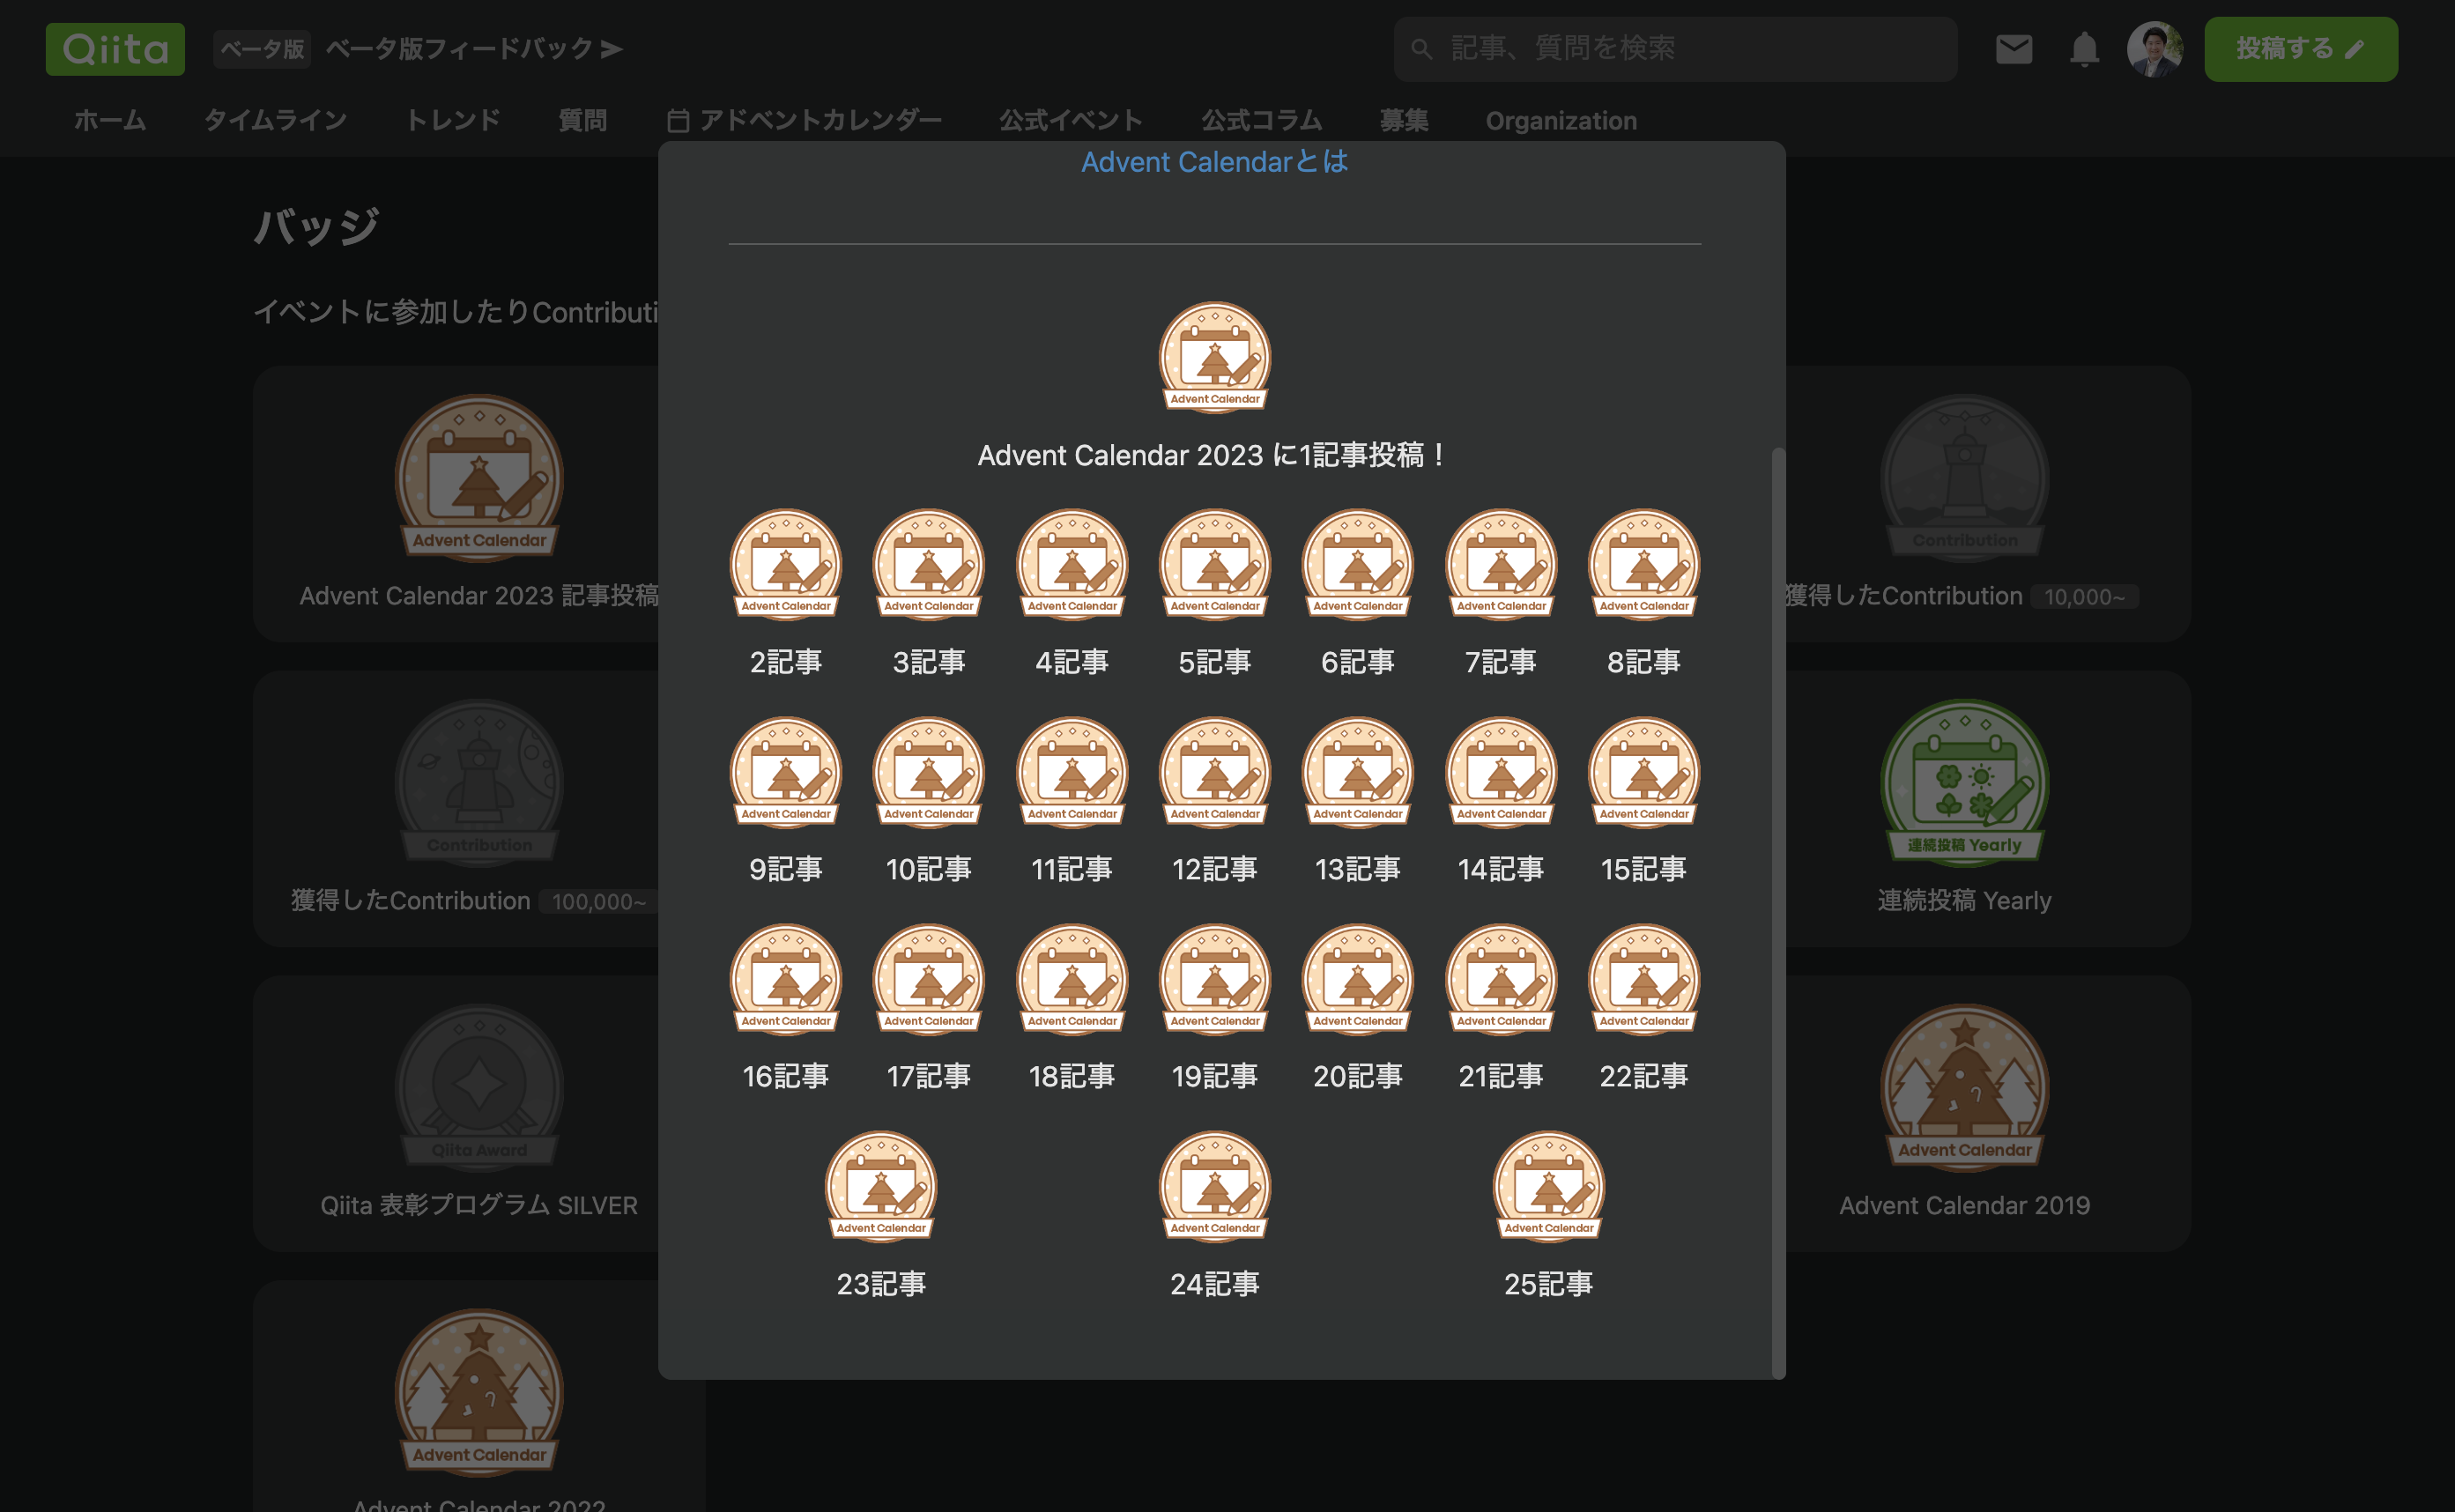 Qiita ベータ版 ベータ版フィードバック 記事、質問を検索 投稿する
ホーム タイムライン トレンド 質問 アドベントカレンダー 公式イベント 公式コラム 募集 Organization
Advent Calendarとは
バッジ
イベントに参加したりContributi
Advent Calendar
Advent Calendar 2023 に1記事投稿！
Advent Calendar
Advent Calendar 2023 記事投稿
Contribution
獲得したContribution 10,000~
Advent Calendar Advent Calendar Advent Calendar Advent Calendar Advent Calendar Advent Calendar Advent Calendar
2記事 3記事 4記事 5記事 6記事 7記事 8記事
Advent Calendar Advent Calendar Advent Calendar Advent Calendar Advent Calendar Advent Calendar Advent Calendar
9記事 10記事 11記事 12記事 13記事 14記事 15記事
Contribution
獲得したContribution 100,000~
連続投稿 Yearly
連続投稿 Yearly
Advent Calendar Advent Calendar Advent Calendar Advent Calendar Advent Calendar Advent Calendar Advent Calendar
16記事 17記事 18記事 19記事 20記事 21記事 22記事
Qiita Award
Qiita 表彰プログラム SILVER
Advent Calendar
Advent Calendar 2019
Advent Calendar Advent Calendar Advent Calendar
23記事 24記事 25記事
Advent Calendar
Advent Calendar 2022